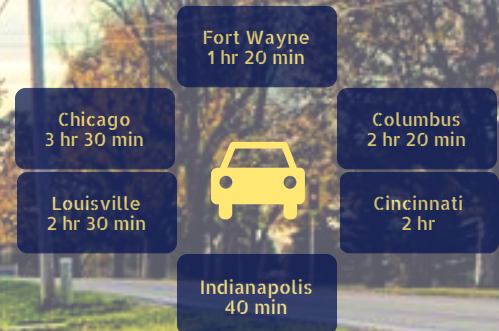 Fort Wayne
1 hr 20 min
Chicago
3 hr 30 min
Columbus
2 hr 20 min
Louisville
2 hr 30 min
Cincinnati
2 hr
Indianapolis
40 min